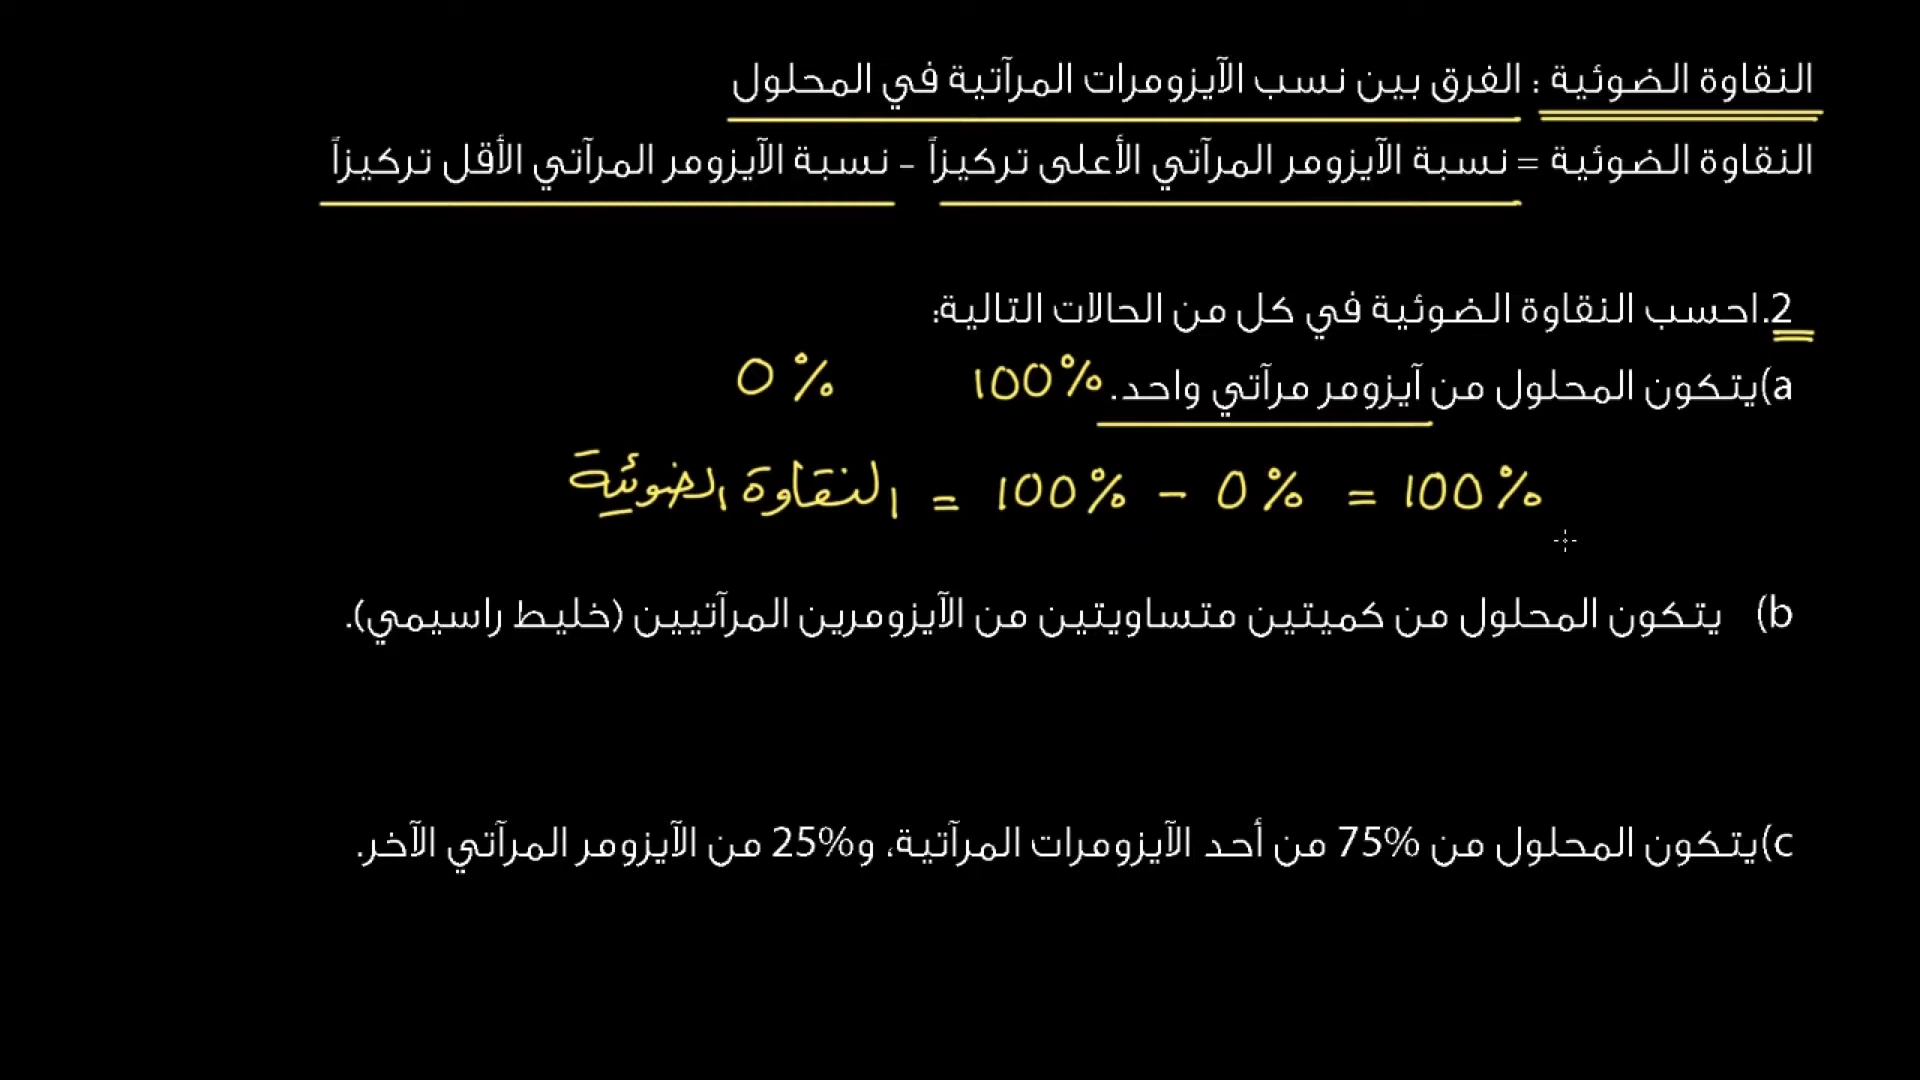 النقاوة الضوئية : الفرق بين نسب الآيزومرات المرآتية في المحلول
النقاوة الضوئية = نسبة الآيزومر المرآتي الأعلى تركيزاً - نسبة الآيزومر المرآتي الأقل تركيزاً
2.احسب النقاوة الضوئية في كل من الحالات التالية:
a)يتكون المحلول من آيزومر مرآتي واحد. 100% 0%
النقاوة الضوئية = 100% - 0% = 100%
b) يتكون المحلول من كميتين متساويتين من الآيزومرين المرآتيين (خليط راسيمي).
c)يتكون المحلول من 75% من أحد الآيزومرات المرآتية، و25% من الآيزومر المرآتي الآخر.